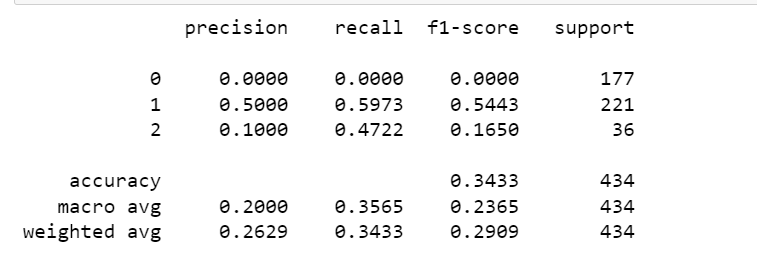 precision recall f1-score support
0 0.0000 0.0000 0.0000 177
1 0.5000 0.5973 0.5443 221
2 0.1000 0.4722 0.1650 36
accuracy 0.3433 434
macro avg 0.2000 0.3565 0.2365 434
weighted avg 0.2629 0.3433 0.2909 434